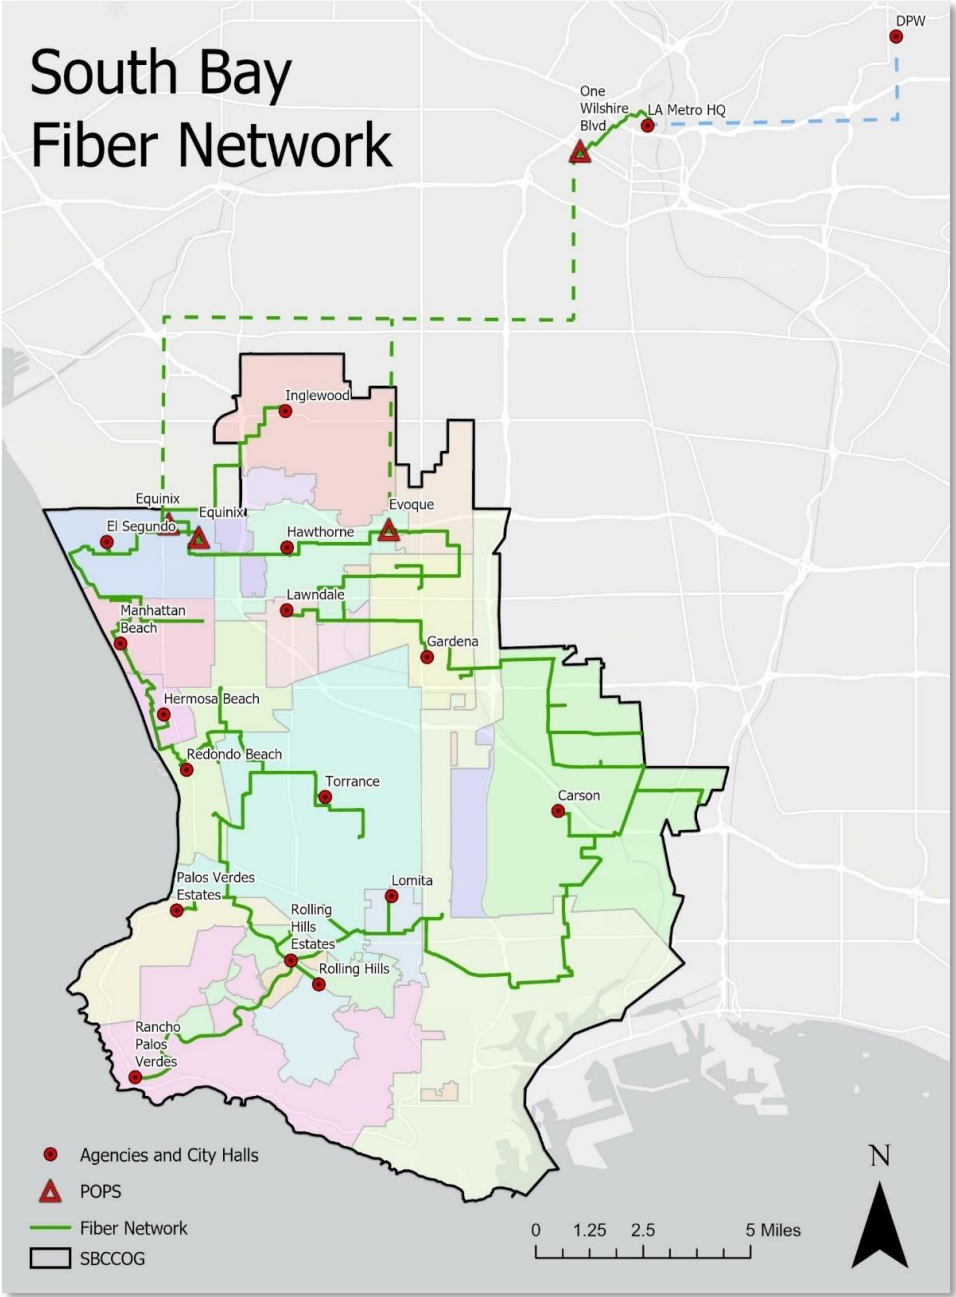 South Bay
Fiber Network
DPW
One
Wilshire
Blvd
LA Metro HQ
Inglewood
Equinix
Equinix
Evoque
El Segundo
Hawthorne
Lawndale
Manhattan
Beach
Gardena
Hermosa Beach
Redondo Beach
Torrance
Carson
Palos Verdes
Estates
Lomita
Rolling
Hills
Estates
Rolling Hills
Rancho
Palos
Verdes
Agencies and City Halls
POPS
Fiber Network
SBCCOG
0 1.25 2.5 5 Miles
N